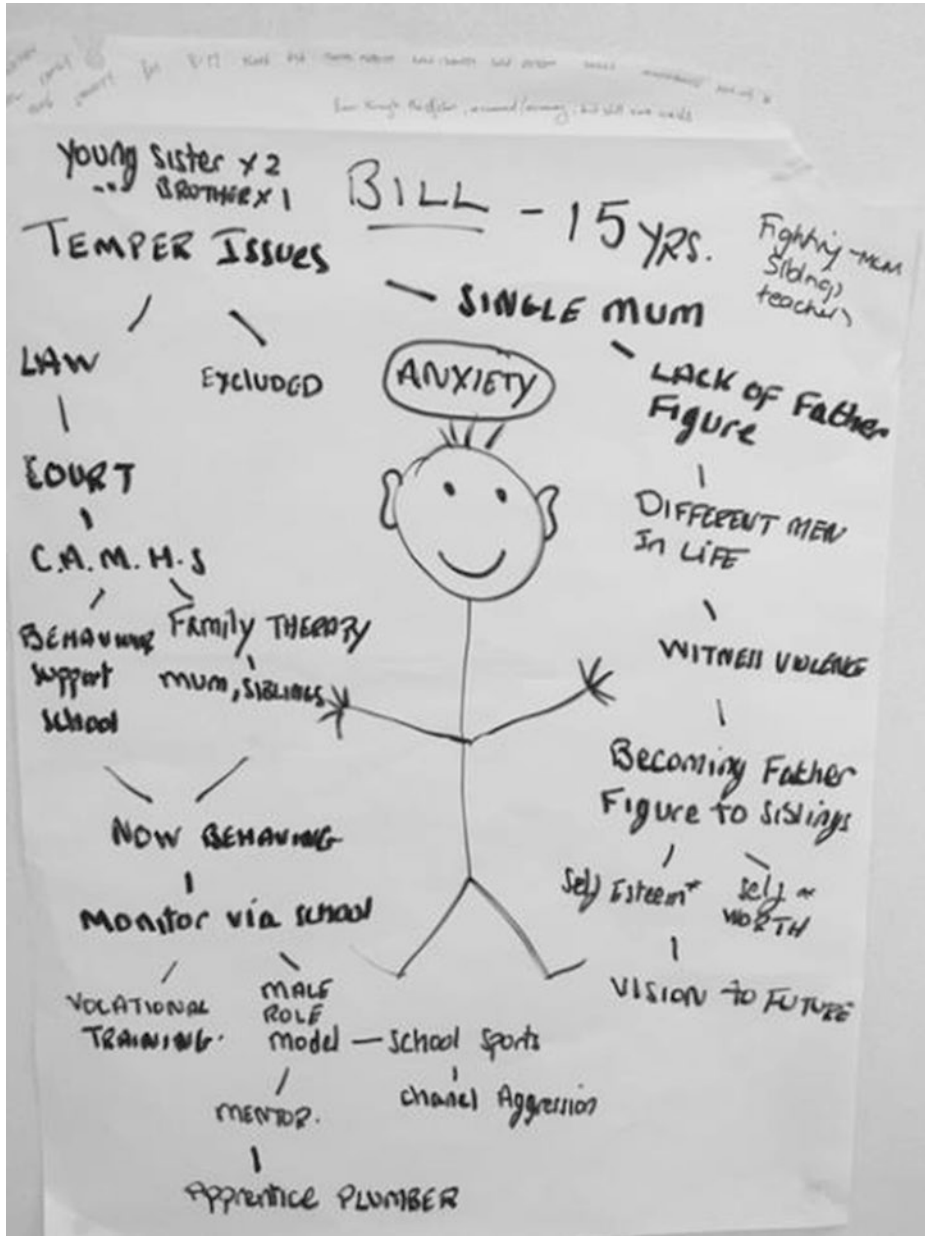 young Sister x 2
BROTHER x 1
BILL - 15 YRS.
Fighting - MUM
Siblings
teachers
TEMPER ISSUES
SINGLE MUM
LAW
EXCLUDED
ANXIETY
LACK OF Father
Figure
COURT
DIFFERENT MEN
In LIFE
C.A.M.H.S
BEHAVIOUR
Support
School
Family THERAPY
mum, SIBLINGS
WITNESS VIOLENCE
Becoming Father
Figure to Siblings
NOW BEHAVING
Self Esteem
Self
WORTH
Monitor via school
VISION TO FUTURE
VOCATIONAL
TRAINING.
MALE
ROLE
Model — School Sports
chanel Aggression
MENTOR.
Apprentice PLUMBER